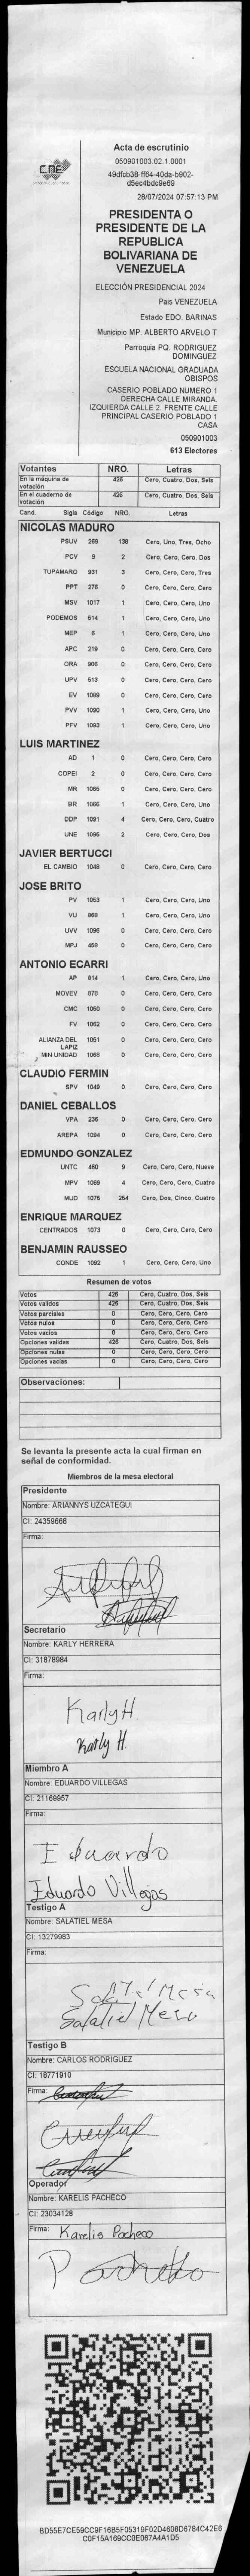 CNE
Acta de escrutinio
050901003.02.1.0001
49dfcb38-ff64-40da-b902-
d5ec4bdc9e69
28/07/2024 07:57:13 PM
PRESIDENTA O
PRESIDENTE DE LA
REPUBLICA
BOLIVARIANA DE
VENEZUELA
ELECCIÓN PRESIDENCIAL 2024
Pais VENEZUELA
Estado EDO. BARINAS
Municipio MP. ALBERTO ARVELO T
Parroquia PQ. RODRIGUEZ
DOMINGUEZ
ESCUELA NACIONAL GRADUADA
OBISPOS
CASERIO POBLADO NUMERO 1
DERECHA CALLE MIRANDA.
IZQUIERDA CALLE 2. FRENTE CALLE
PRINCIPAL CASERIO POBLADO 1
CASA
050901003
613 Electores
Votantes NRO. Letras
En la máquina de votación 426 Cero, Cuatro, Dos, Seis
En el cuaderno de votación 426 Cero, Cuatro, Dos, Seis
Cand. Sigla Código NRO. Letras
NICOLAS MADURO
PSUV 269 138 Cero, Uno, Tres, Ocho
PCV 9 2 Cero, Cero, Cero, Dos
TUPAMARO 931 3 Cero, Cero, Cero, Tres
PPT 276 0 Cero, Cero, Cero, Cero
MSV 1017 1 Cero, Cero, Cero, Uno
PODEMOS 514 1 Cero, Cero, Cero, Uno
MEP 6 1 Cero, Cero, Cero, Uno
APC 219 0 Cero, Cero, Cero, Cero
ORA 906 0 Cero, Cero, Cero, Cero
UPV 513 0 Cero, Cero, Cero, Cero
EV 1089 0 Cero, Cero, Cero, Cero
PVV 1090 1 Cero, Cero, Cero, Uno
PFV 1093 1 Cero, Cero, Cero, Uno
LUIS MARTINEZ
AD 1 0 Cero, Cero, Cero, Cero
COPEI 2 0 Cero, Cero, Cero, Cero
MR 1065 0 Cero, Cero, Cero, Cero
BR 1066 1 Cero, Cero, Cero, Uno
DDP 1091 4 Cero, Cero, Cero, Cuatro
UNE 1095 2 Cero, Cero, Cero, Dos
JAVIER BERTUCCI
EL CAMBIO 1048 0 Cero, Cero, Cero, Cero
JOSE BRITO
PV 1053 1 Cero, Cero, Cero, Uno
VU 868 1 Cero, Cero, Cero, Uno
UVV 1096 0 Cero, Cero, Cero, Cero
MPJ 458 0 Cero, Cero, Cero, Cero
ANTONIO ECARRI
AP 814 1 Cero, Cero, Cero, Uno
MOVEV 978 0 Cero, Cero, Cero, Cero
CMC 1050 0 Cero, Cero, Cero, Cero
FV 1062 0 Cero, Cero, Cero, Cero
ALIANZA DEL LAPIZ 1051 0 Cero, Cero, Cero, Cero
MIN UNIDAD 1068 0 Cero, Cero, Cero, Cero
CLAUDIO FERMIN
SPV 1049 0 Cero, Cero, Cero, Cero
DANIEL CEBALLOS
VPA 236 0 Cero, Cero, Cero, Cero
AREPA 1094 0 Cero, Cero, Cero, Cero
EDMUNDO GONZALEZ
UNTC 460 9 Cero, Cero, Cero, Nueve
MPV 1069 4 Cero, Cero, Cero, Cuatro
MUD 1075 254 Cero, Dos, Cinco, Cuatro
ENRIQUE MARQUEZ
CENTRADOS 1073 0 Cero, Cero, Cero, Cero
BENJAMIN RAUSSEO
CONDE 1092 1 Cero, Cero, Cero, Uno
Resumen de votos
Votos 426 Cero, Cuatro, Dos, Seis
Votos validos 426 Cero, Cuatro, Dos, Seis
Votos parciales 0 Cero, Cero, Cero, Cero
Votos nulos 0 Cero, Cero, Cero, Cero
Votos vacios 0 Cero, Cero, Cero, Cero
Opciones validas 426 Cero, Cuatro, Dos, Seis
Opciones nulas 0 Cero, Cero, Cero, Cero
Opciones vacias 0 Cero, Cero, Cero, Cero
Observaciones:
Se levanta la presente acta la cual firman en
señal de conformidad.
Miembros de la mesa electoral
Presidente
Nombre: ARIANNYS UZCATEGUI
CI: 24359668
Firma:
Secretario
Nombre: KARLY HERRERA
CI: 31878984
Firma:
Karly H
Karly H.
Miembro A
Nombre: EDUARDO VILLEGAS
CI: 21169957
Firma:
Eduardo
Eduardo Villegas
Testigo A
Nombre: SALATIEL MESA
CI: 13279983
Firma:
Salatiel Mesa
Salatiel Mesa
Testigo B
Nombre: CARLOS RODRIGUEZ
CI: 18771910
Firma:
Operador
Nombre: KARELIS PACHECO
CI: 23034128
Firma: Karelis Pacheco
Pacheco
BD55E7CE59CC9F16B5F05319F02D4608D6784C42E6
C0F15A169CC0E067A4A1D5